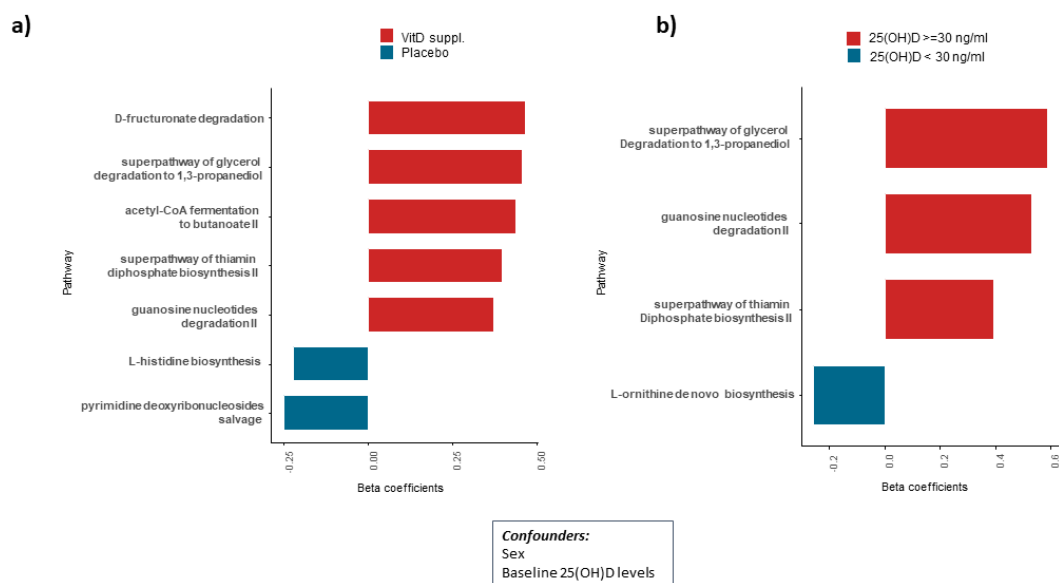 a)
VitD suppl.
Placebo
D-fructuronate degradation
superpathway of glycerol
degradation to 1,3-propanediol
acetyl-CoA fermentation
to butanoate II
superpathway of thiamin
diphosphate biosynthesis II
guanosine nucleotides
degradation II
L-histidine biosynthesis
pyrimidine deoxyribonucleosides
salvage
Pathway
-0.25
0.00
0.25
0.50
Beta coefficients
b)
25(OH)D >=30 ng/ml
25(OH)D < 30 ng/ml
superpathway of glycerol
Degradation to 1,3-propanediol
guanosine nucleotides
degradation II
superpathway of thiamin
Diphosphate biosynthesis II
L-ornithine de novo biosynthesis
Pathway
-0.2
0.0
0.2
0.4
0.6
Beta coefficients
Confounders:
Sex
Baseline 25(OH)D levels